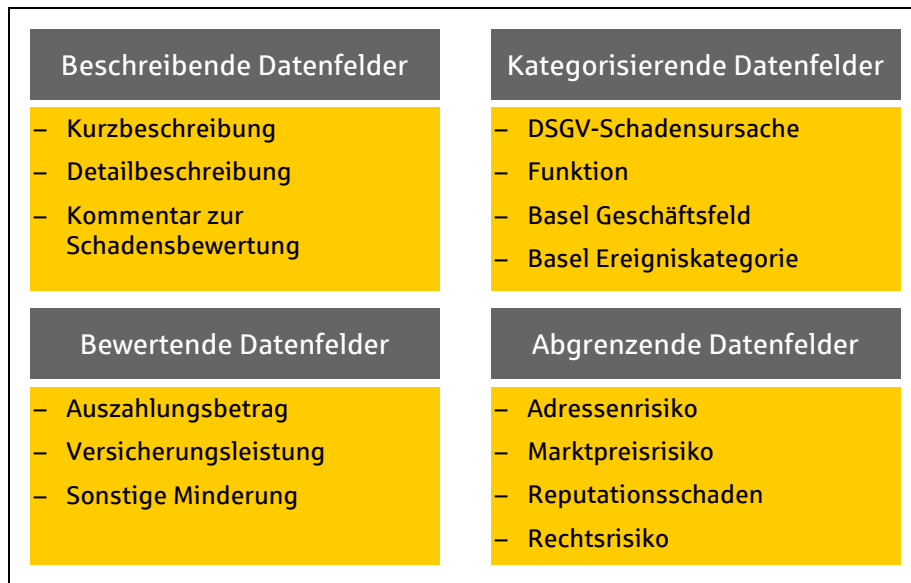 Beschreibende Datenfelder
– Kurzbeschreibung
– Detailbeschreibung
– Kommentar zur
Schadensbewertung
Kategorisierende Datenfelder
– DSGV-Schadensursache
– Funktion
– Basel Geschäftsfeld
– Basel Ereigniskategorie
Bewertende Datenfelder
– Auszahlungsbetrag
– Versicherungsleistung
– Sonstige Minderung
Abgrenzende Datenfelder
– Adressenrisiko
– Marktpreisrisiko
– Reputationsschaden
– Rechtsrisiko